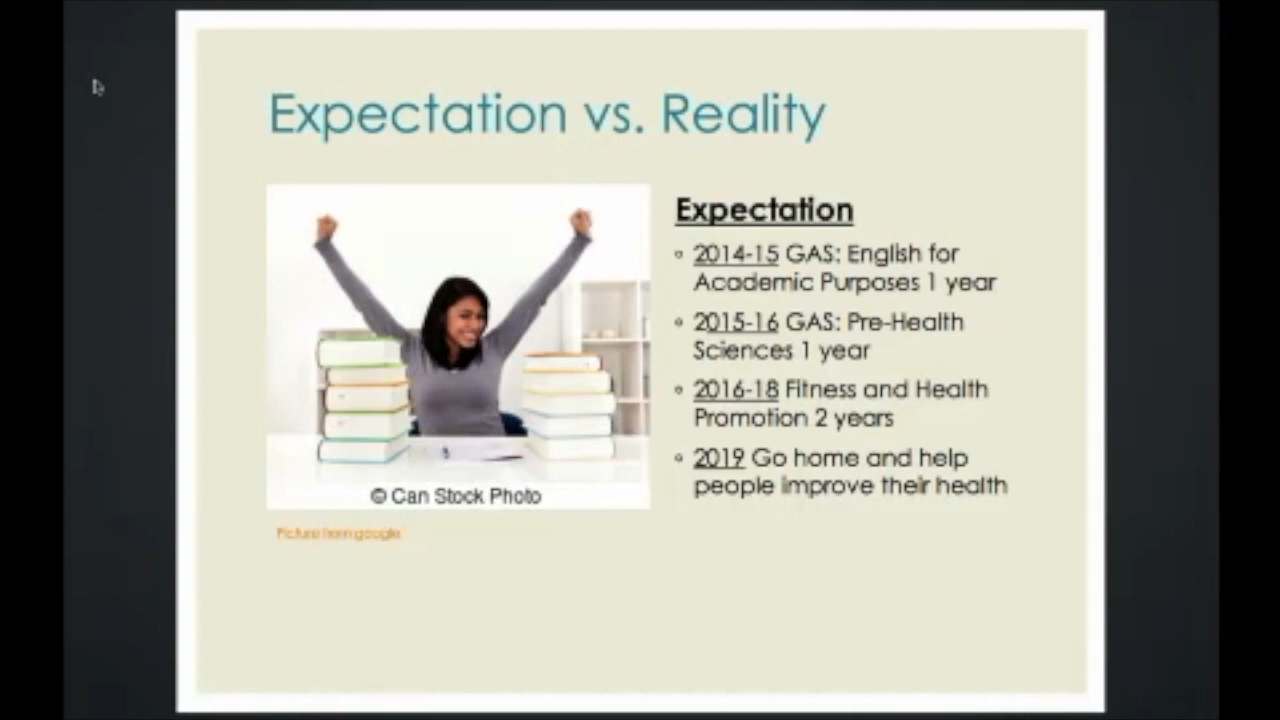 Expectation vs. Reality
Expectation
◦ 2014-15 GAS: English for
Academic Purposes 1 year
◦ 2015-16 GAS: Pre-Health
Sciences 1 year
◦ 2016-18 Fitness and Health
Promotion 2 years
◦ 2019 Go home and help
people improve their health
© Can Stock Photo
Picture from google